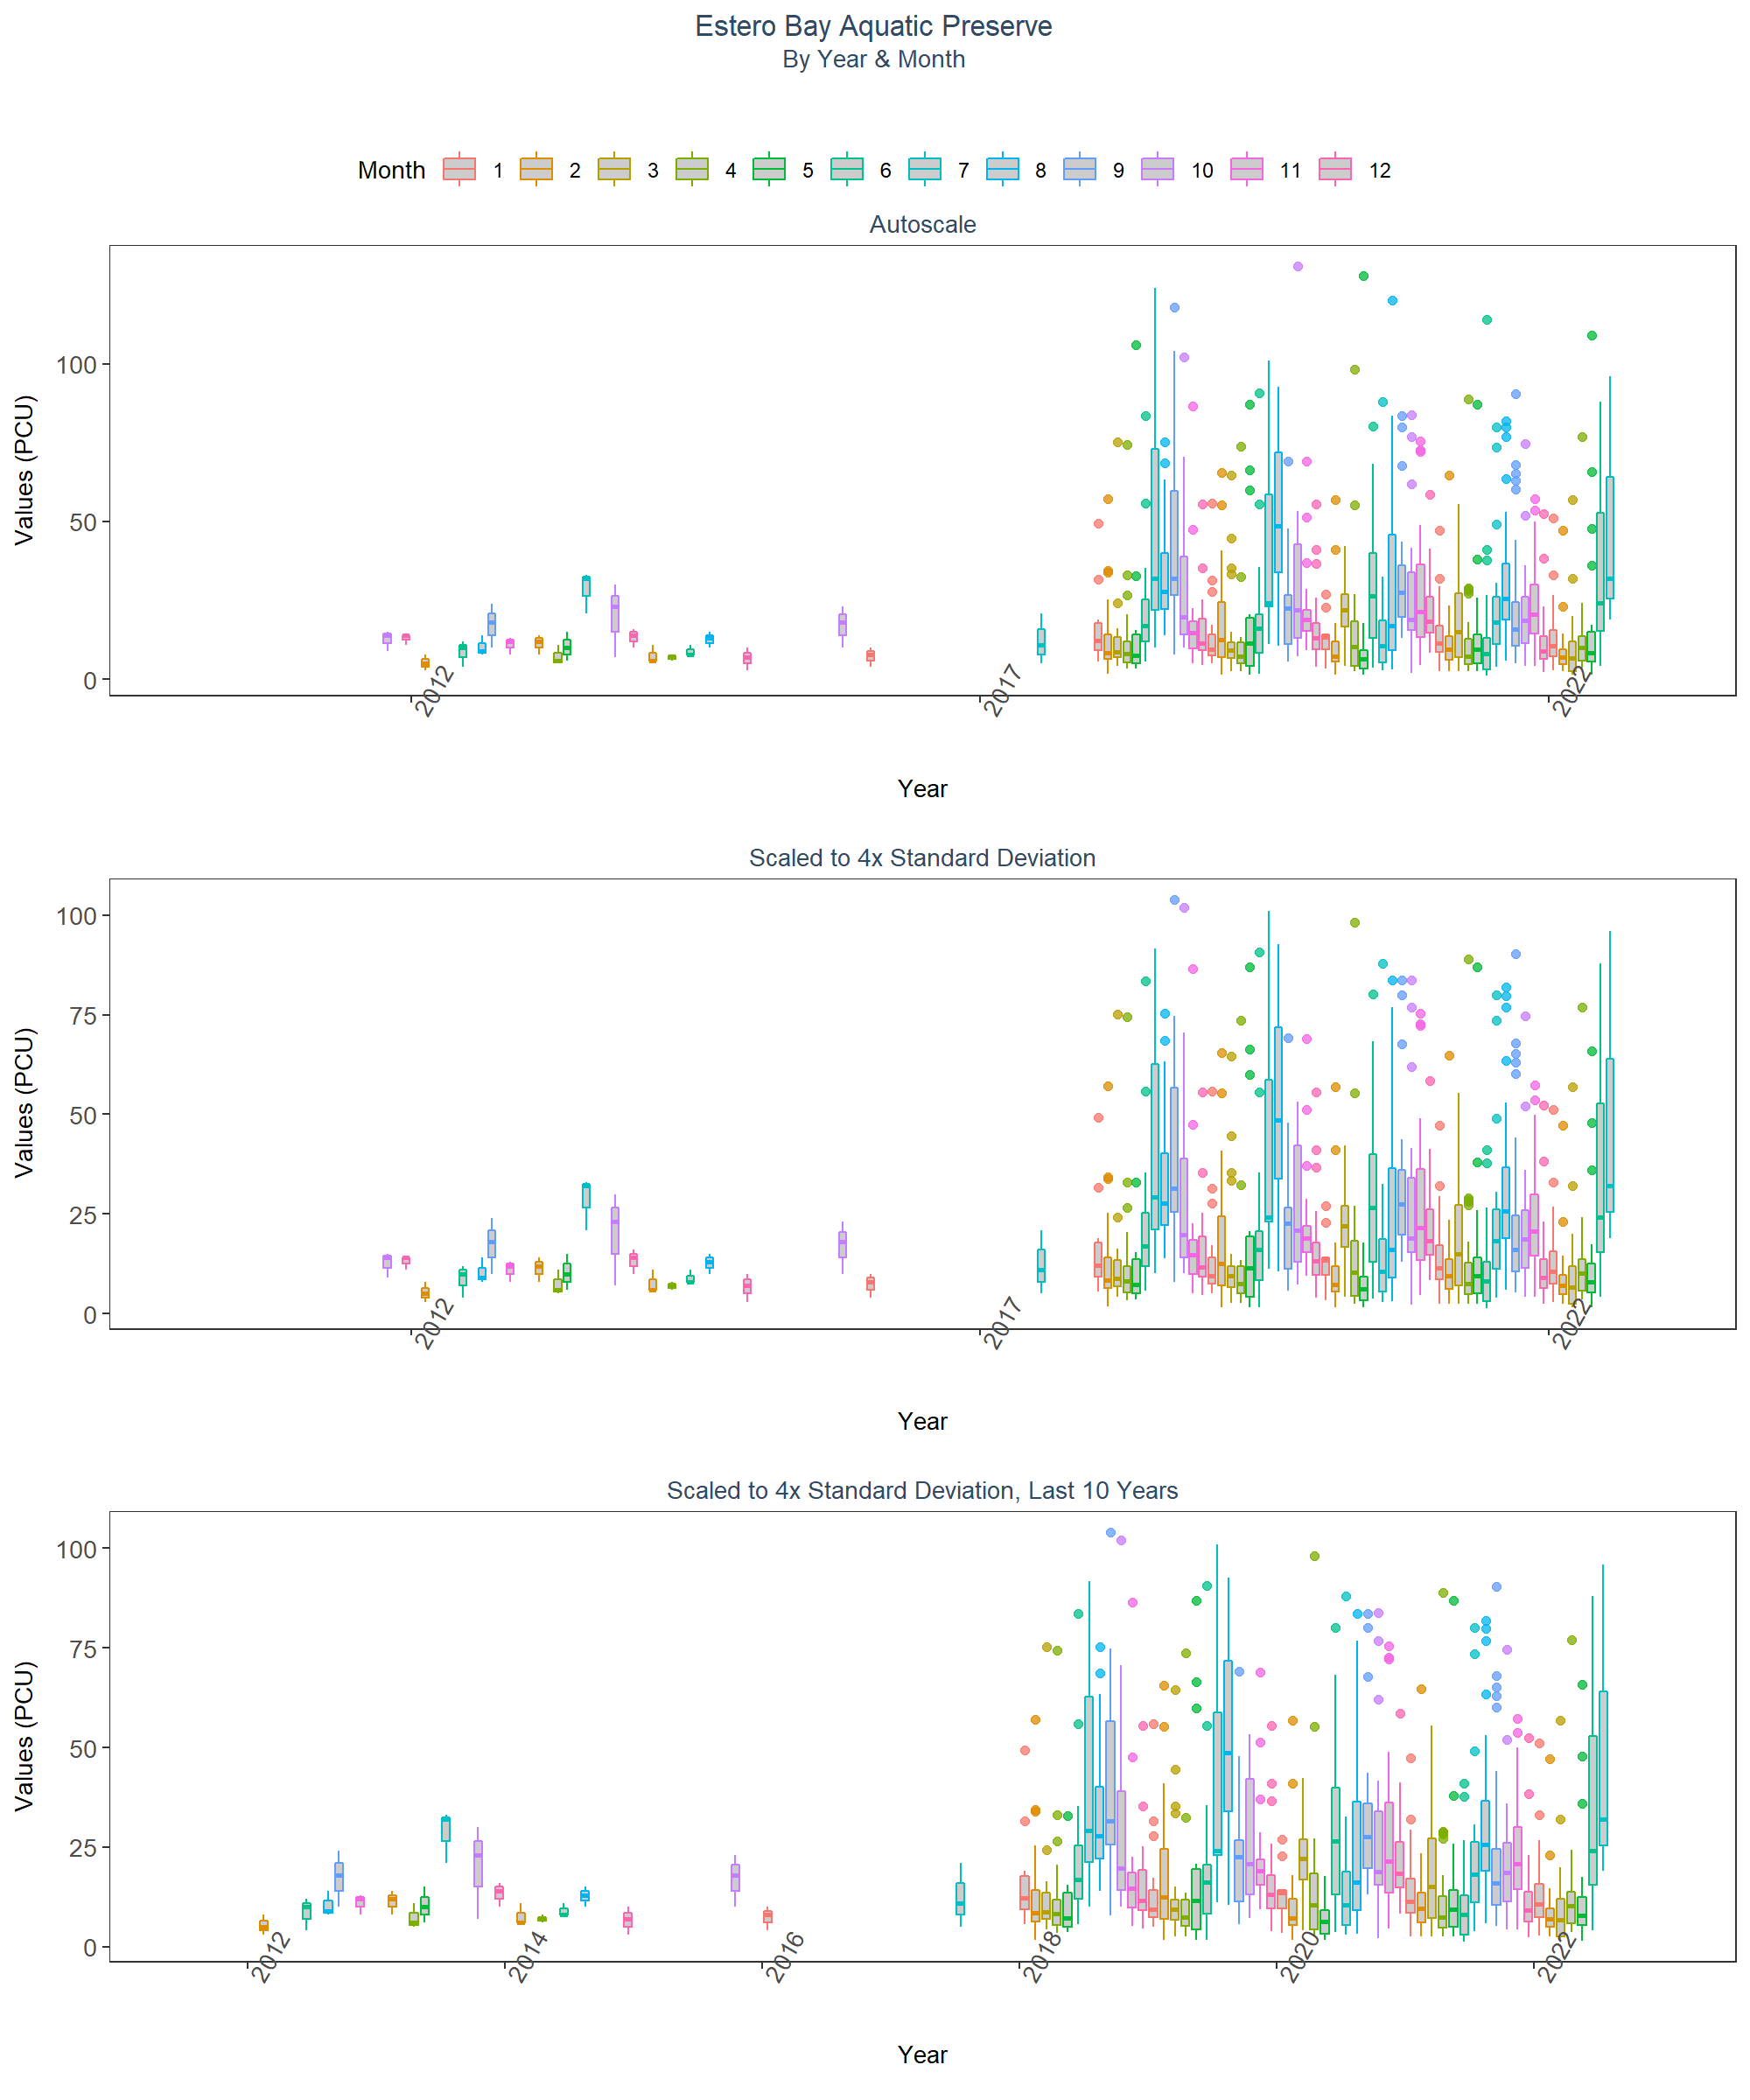 Estero Bay Aquatic Preserve
By Year & Month
Month 1 2 3 4 5 6 7 8 9 10 11 12
Autoscale
Values (PCU)
100
50
0
2012 2017 2022
Year
Scaled to 4x Standard Deviation
Values (PCU)
100
75
50
25
0
2012 2017 2022
Year
Scaled to 4x Standard Deviation, Last 10 Years
Values (PCU)
100
75
50
25
0
2012 2014 2016 2018 2020 2022
Year